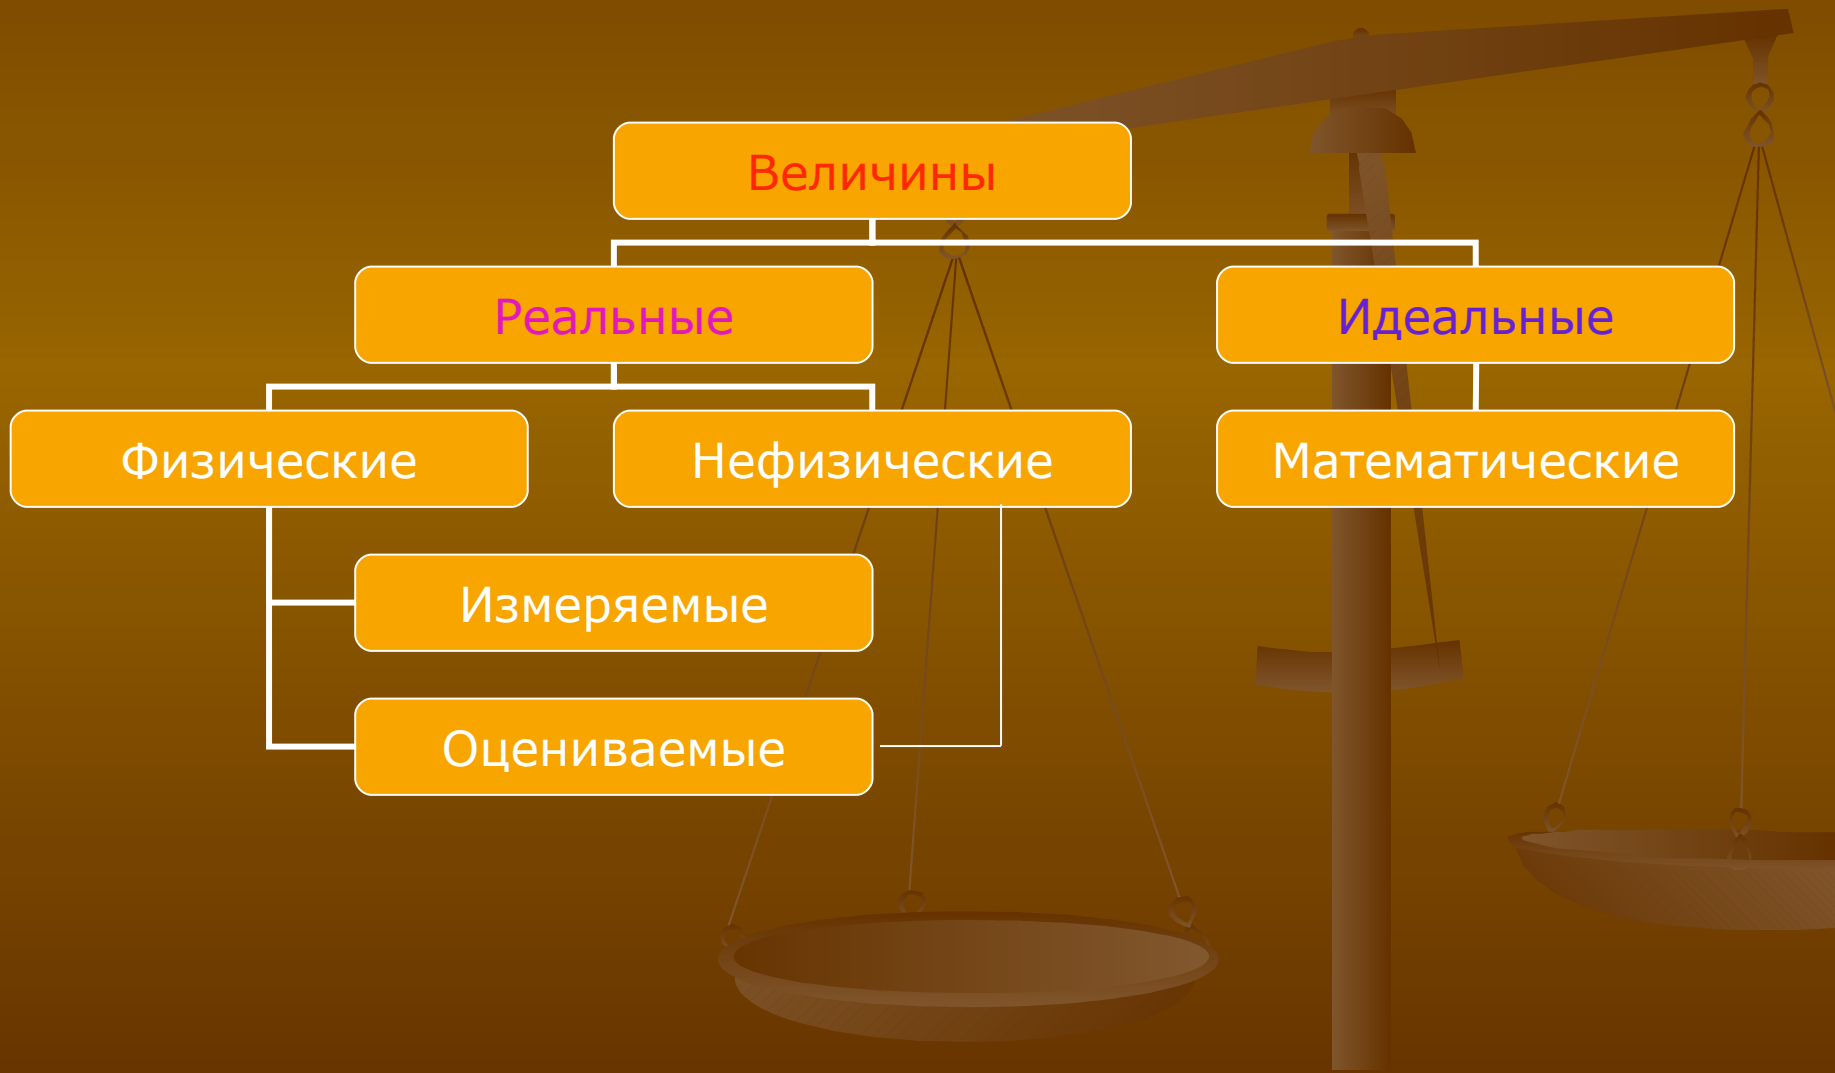 Величины
Реальные
Идеальные
Физические
Нефизические
Математические
Измеряемые
Оцениваемые